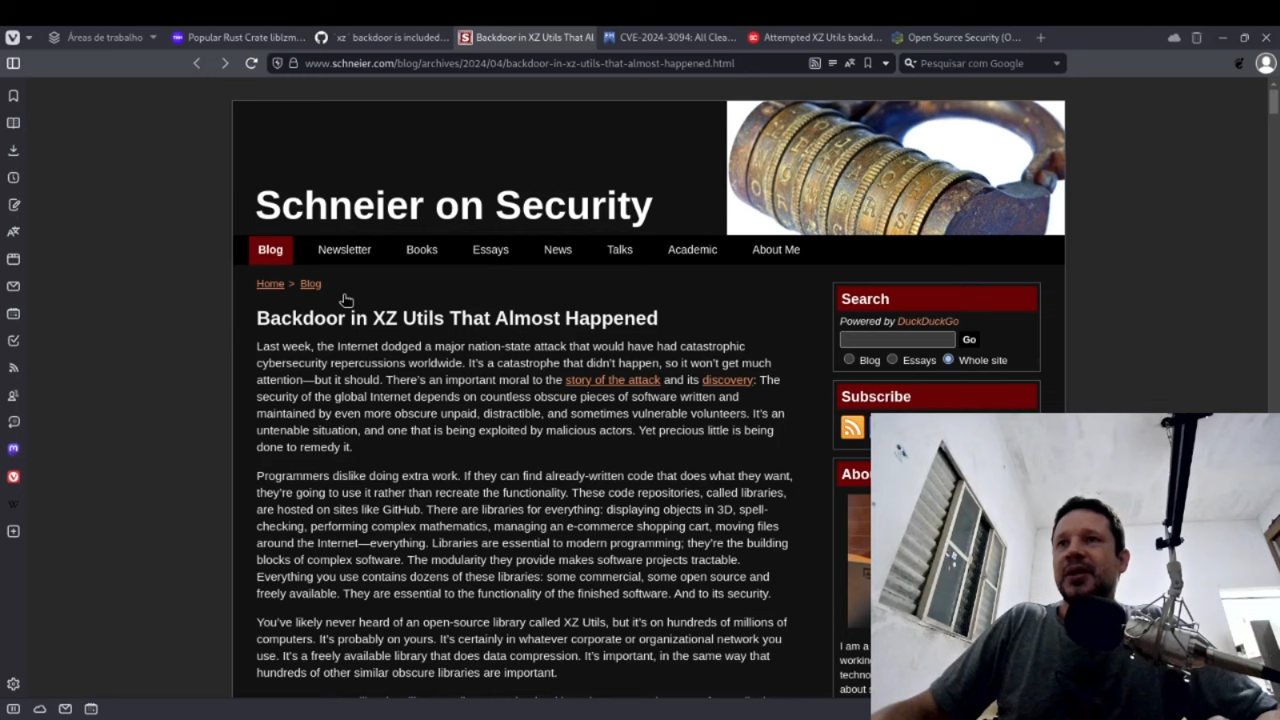 Áreas de trabalho
Popular Rust Crate liblzm...
`xz` backdoor is included...
Backdoor in XZ Utils That Al
CVE-2024-3094: All Clea...
Attempted XZ Utils backd...
Open Source Security (O...
www.schneier.com/blog/archives/2024/04/backdoor-in-xz-utils-that-almost-happened.html
Pesquisar com Google
Schneier on Security
Blog Newsletter Books Essays News Talks Academic About Me
Home > Blog
Backdoor in XZ Utils That Almost Happened
Last week, the Internet dodged a major nation-state attack that would have had catastrophic
cybersecurity repercussions worldwide. It's a catastrophe that didn't happen, so it won't get much
attention—but it should. There's an important moral to the story of the attack and its discovery: The
security of the global Internet depends on countless obscure pieces of software written and
maintained by even more obscure unpaid, distractible, and sometimes vulnerable volunteers. It's an
untenable situation, and one that is being exploited by malicious actors. Yet precious little is being
done to remedy it.
Programmers dislike doing extra work. If they can find already-written code that does what they want,
they're going to use it rather than recreate the functionality. These code repositories, called libraries,
are hosted on sites like GitHub. There are libraries for everything: displaying objects in 3D, spell-
checking, performing complex mathematics, managing an e-commerce shopping cart, moving files
around the Internet—everything. Libraries are essential to modern programming; they're the building
blocks of complex software. The modularity they provide makes software projects tractable.
Everything you use contains dozens of these libraries: some commercial, some open source and
freely available. They are essential to the functionality of the finished software. And to its security.
You've likely never heard of an open-source library called XZ Utils, but it's on hundreds of millions of
computers. It's probably on yours. It's certainly in whatever corporate or organizational network you
use. It's a freely available library that does data compression. It's important, in the same way that
hundreds of other similar obscure libraries are important.
Search
Powered by DuckDuckGo
Go
Blog Essays Whole site
Subscribe
Abou
I am a
workin
techno
about s